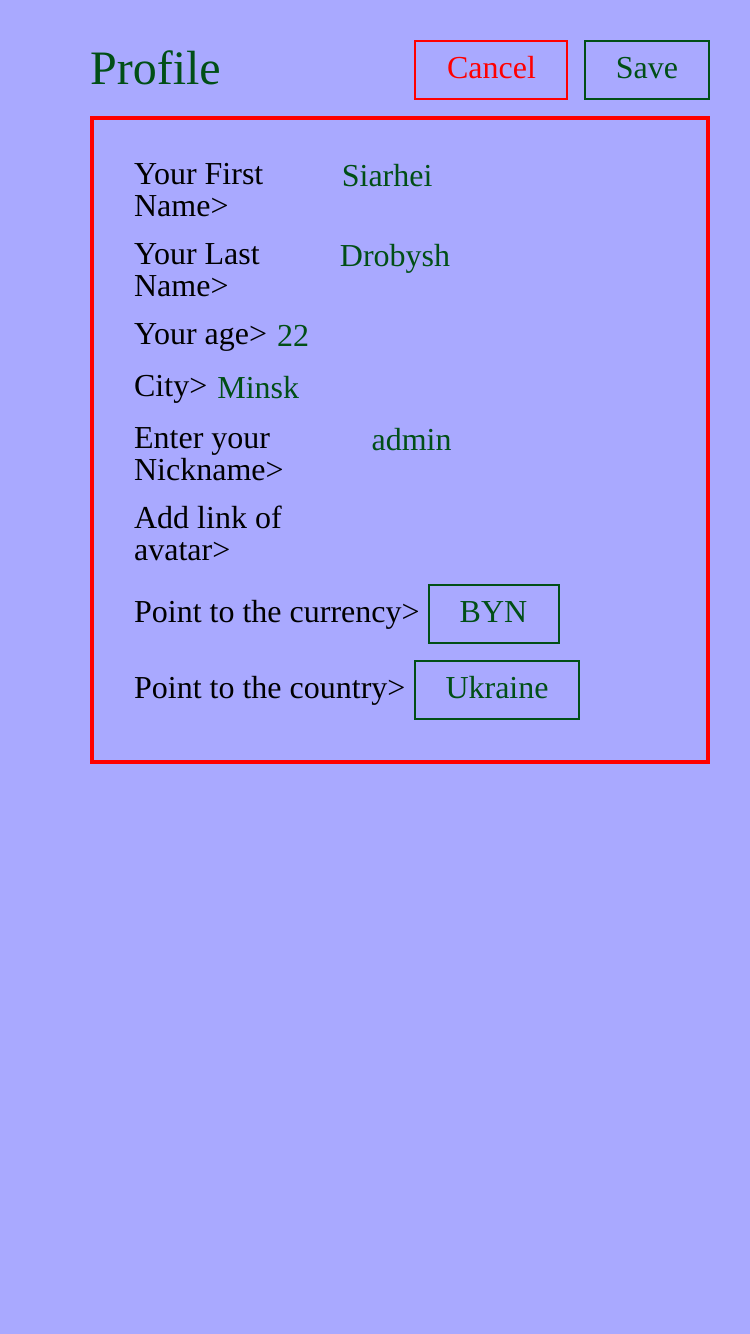 Profile Cancel Save
Your First Siarhei
Name>
Your Last Drobysh
Name>
Your age> 22
City> Minsk
Enter your admin
Nickname>
Add link of
avatar>
Point to the currency> BYN
Point to the country> Ukraine